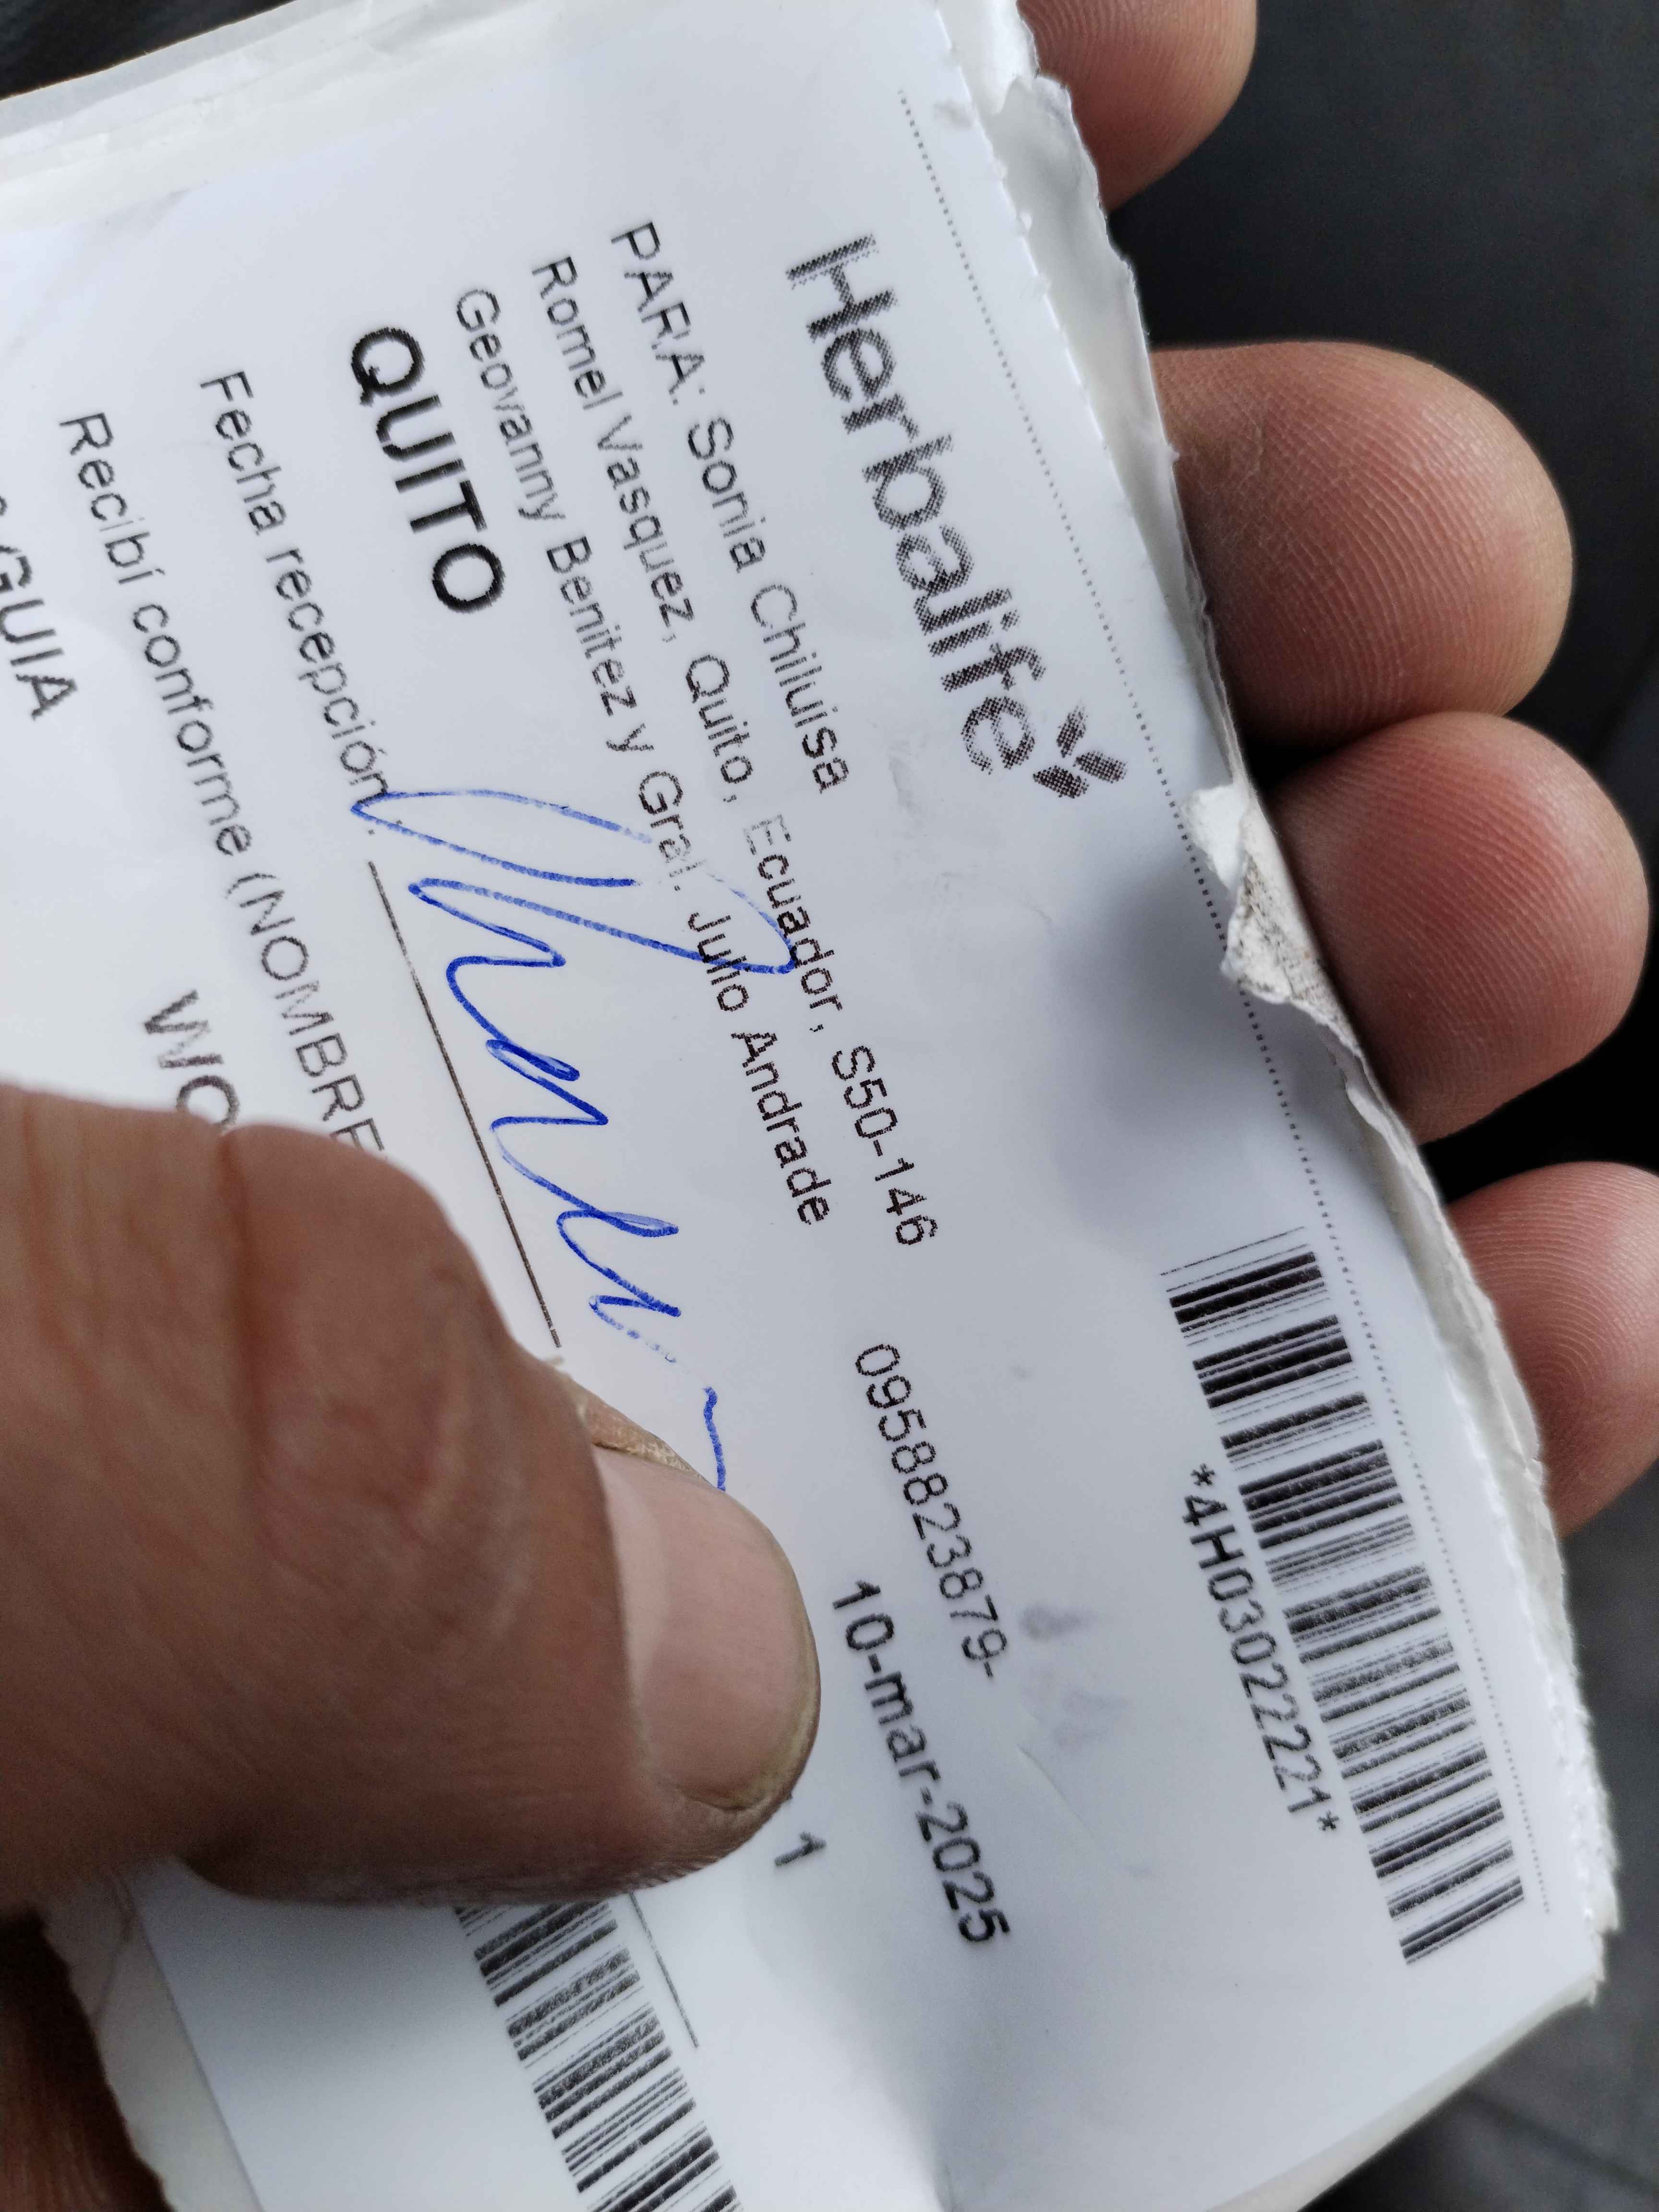 Herbalife
*4H03022221*
PARA: Sonia Chiluisa
Romel Vasquez, Quito, Ecuador, S50-146
0958823879-
Geovanny Benitez y Gral. Julio Andrade
10-mar-2025
QUITO
1
Fecha recepción:
Recibí conforme (NOMBRE
GUIA